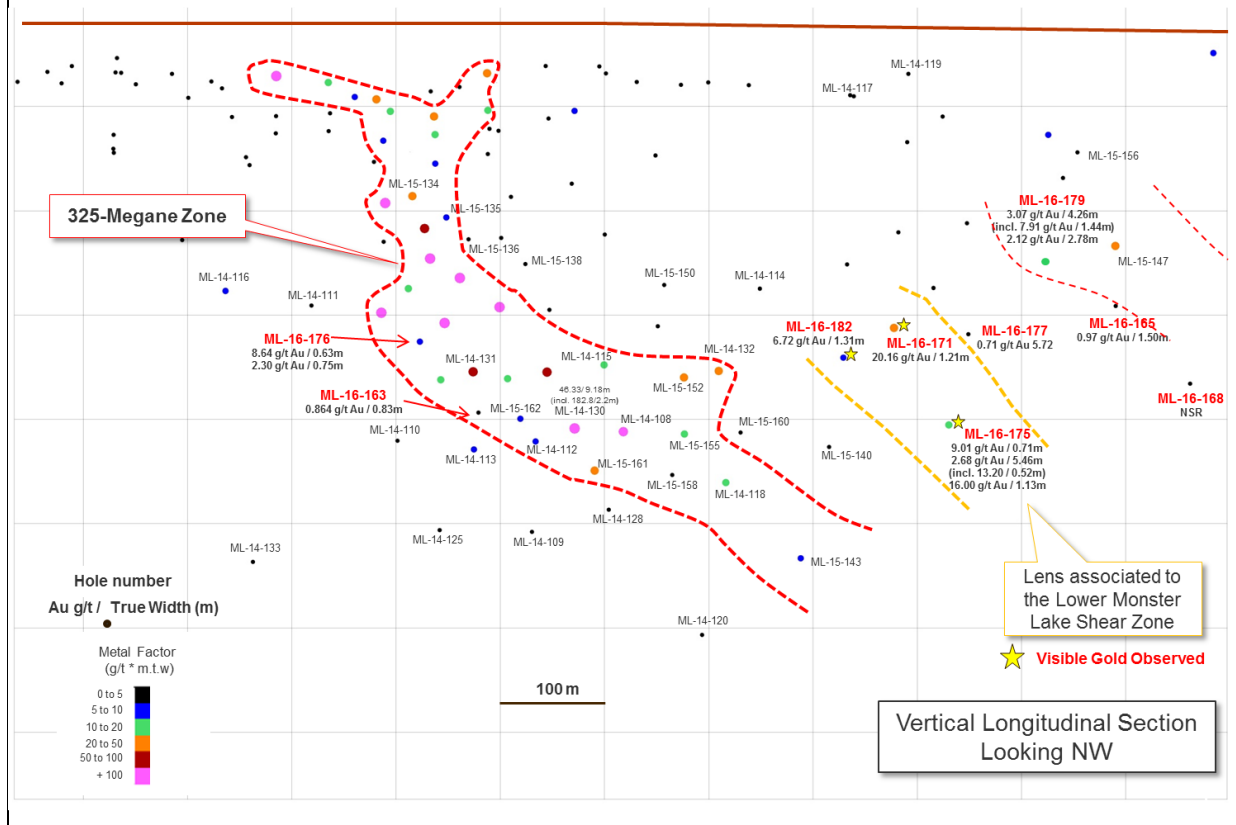 ML-14-119
ML-14-117
ML-15-156
ML-15-134
ML-16-179
3.07 g/t Au / 4.26m
(incl. 7.91 g/t Au / 1.44m)
2.12 g/t Au / 2.78m
325-Megane Zone
ML-15-135
ML-15-136
ML-15-138
ML-15-147
ML-14-116
ML-14-111
ML-15-150
ML-14-114
ML-16-176
8.64 g/t Au / 0.63m
2.30 g/t Au / 0.75m
ML-16-182
6.72 g/t Au / 1.31m
ML-16-171
20.16 g/t Au / 1.21m
ML-16-177
0.71 g/t Au 5.72
ML-16-165
0.97 g/t Au / 1.50m
ML-14-131
ML-14-115
ML-14-132
ML-16-163
0.864 g/t Au / 0.83m
46.33/ 9.18m
(incl. 182.8/2.2m)
ML-15-152
ML-16-168
NSR
ML-15-162
ML-14-130
ML-14-108
ML-14-110
ML-14-113
ML-14-112
ML-15-155
ML-15-160
ML-15-140
ML-16-175
9.01 g/t Au / 0.71m
2.68 g/t Au / 5.46m
(incl. 13.20 / 0.52m)
16.00 g/t Au / 1.13m
ML-15-161
ML-15-158
ML-14-118
ML-14-128
ML-14-125
ML-14-109
ML-14-133
ML-15-143
Hole number
Au g/t / True Width (m)
Lens associated to
the Lower Monster
Lake Shear Zone
ML-14-120
Visible Gold Observed
Metal Factor
(g/t * m.t.w)
0 to 5
5 to 10
10 to 20
20 to 50
50 to 100
+ 100
100 m
Vertical Longitudinal Section
Looking NW